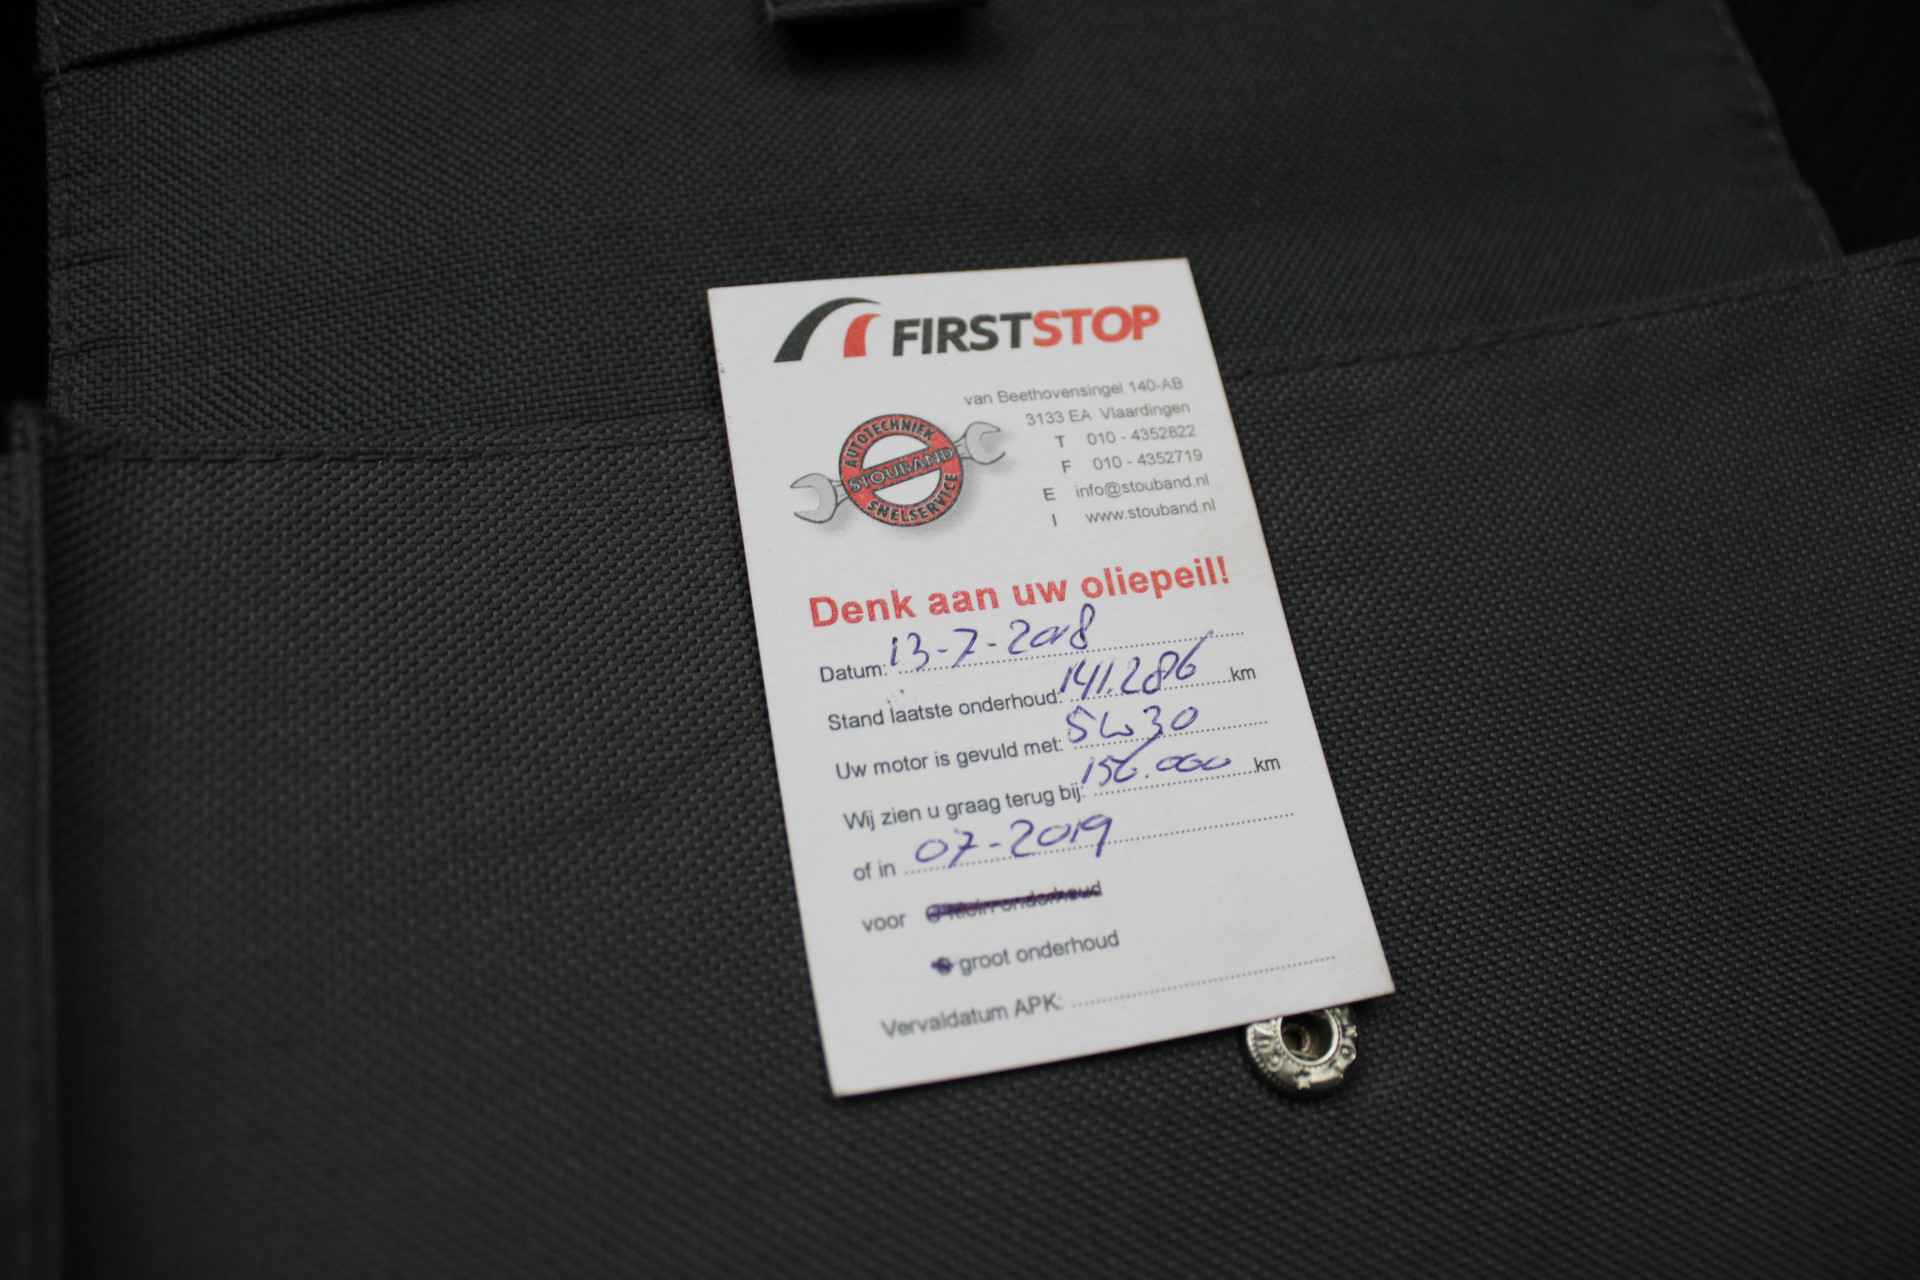 FIRSTSTOP
van Beethovensingel 140-AB
3133 EA Vlaardingen
T 010 - 4352822
F 010 - 4352719
E info@stouband.nl
I www.stouband.nl
AUTOTECHNIEK
STOUBAND
SNELSERVICE
Denk aan uw oliepeil!
Datum: 13-7-2018
Stand laatste onderhoud: 141.286 km
Uw motor is gevuld met: 5w30
Wij zien u graag terug bij: 156.000 km
of in 07-2019
voor klein onderhoud
groot onderhoud
Vervaldatum APK: